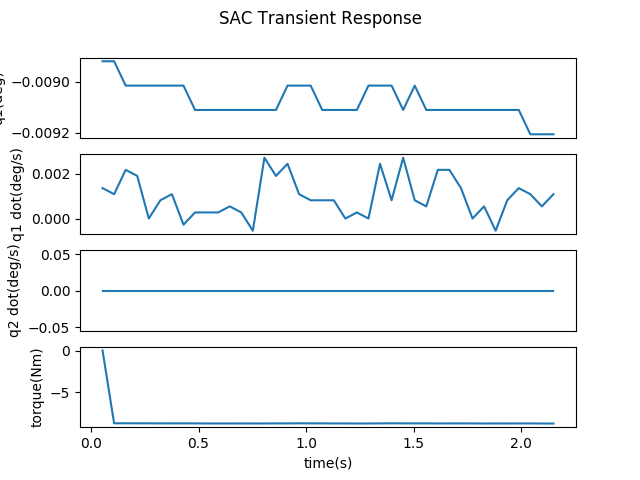 SAC Transient Response
−0.0090
−0.0092
0.002
0.000
q1 dot(deg/s)
0.05
0.00
−0.05
q2 dot(deg/s)
0
−5
torque(Nm)
0.0 0.5 1.0 1.5 2.0
time(s)